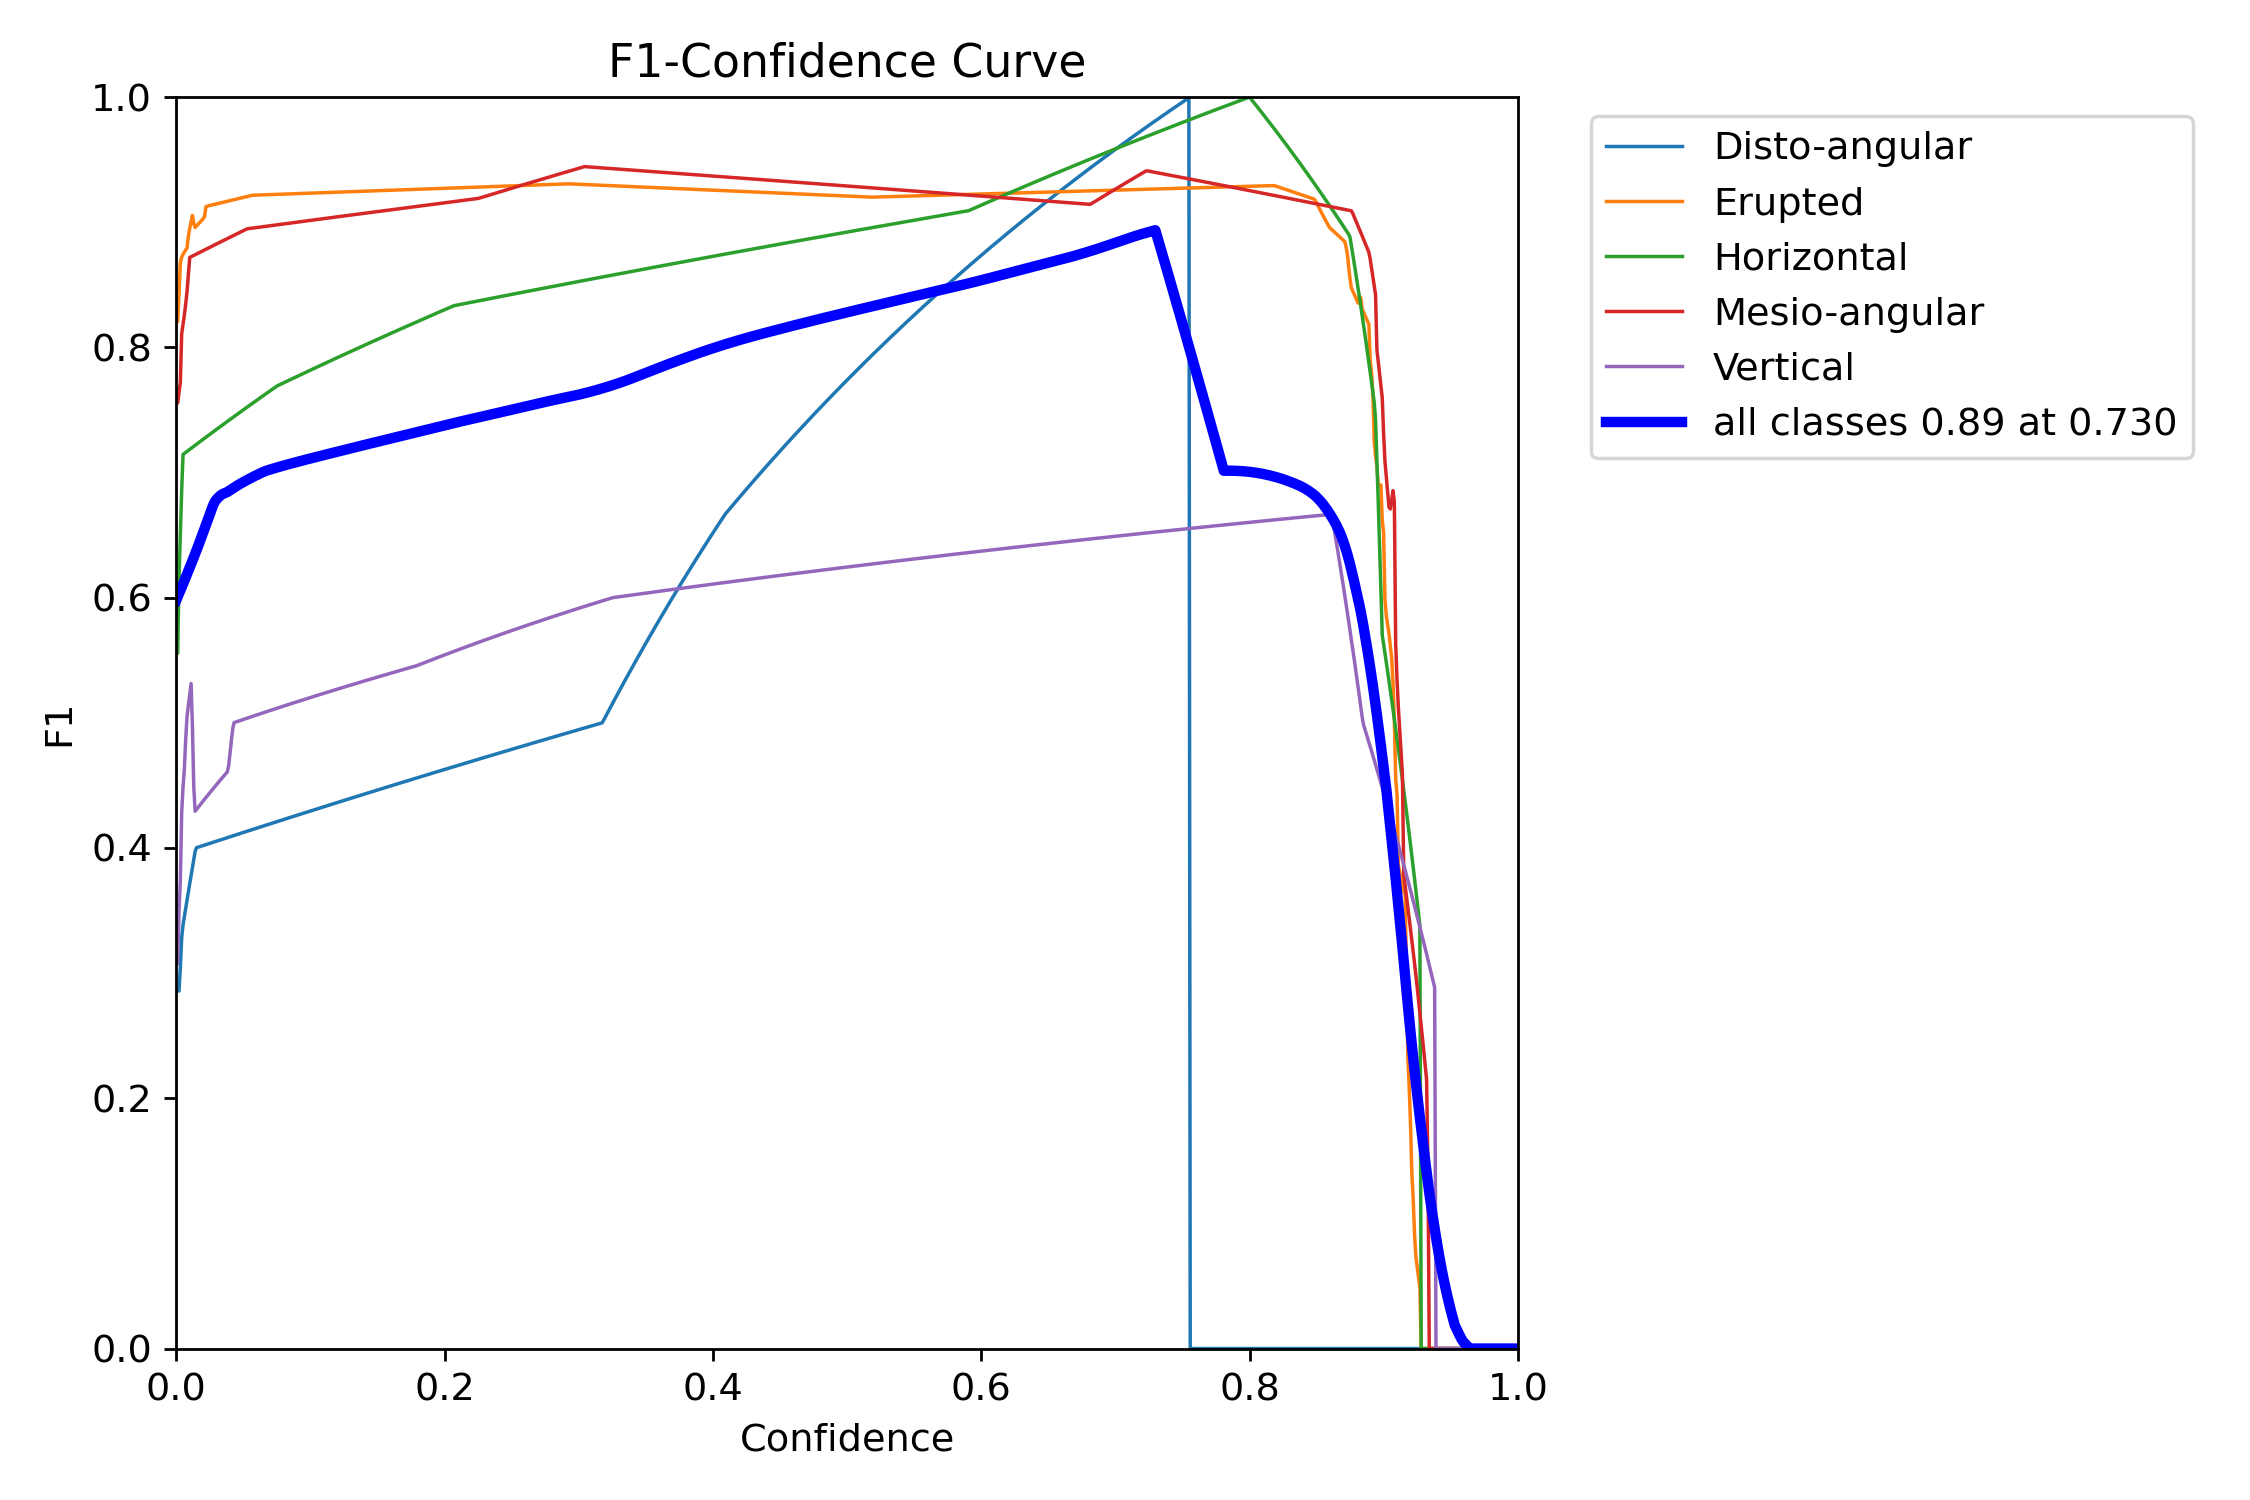 F1-Confidence Curve
1.0
0.8
0.6
0.4
0.2
0.0
F1
0.0 0.2 0.4 0.6 0.8 1.0
Confidence
Disto-angular
Erupted
Horizontal
Mesio-angular
Vertical
all classes 0.89 at 0.730